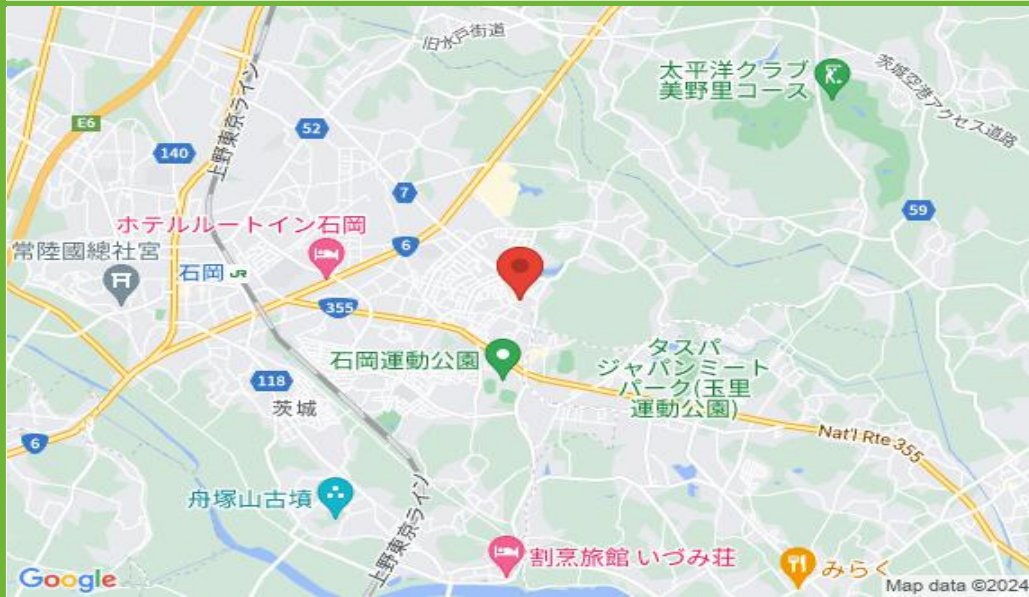 旧水戸街道
太平洋クラブ
美野里コース
茨城空港アクセス道路
E6
52
上野東京ライン
140
7
59
ホテルルートイン石岡
6
常陸國總社宮
石岡 JR
355
石岡運動公園
タスパ
ジャパンミート
パーク(玉里
運動公園)
118
茨城
Nat'l Rte 355
6
舟塚山古墳
上野東京ライン
割烹旅館 いづみ荘
みらく
Google
Map data ©2024